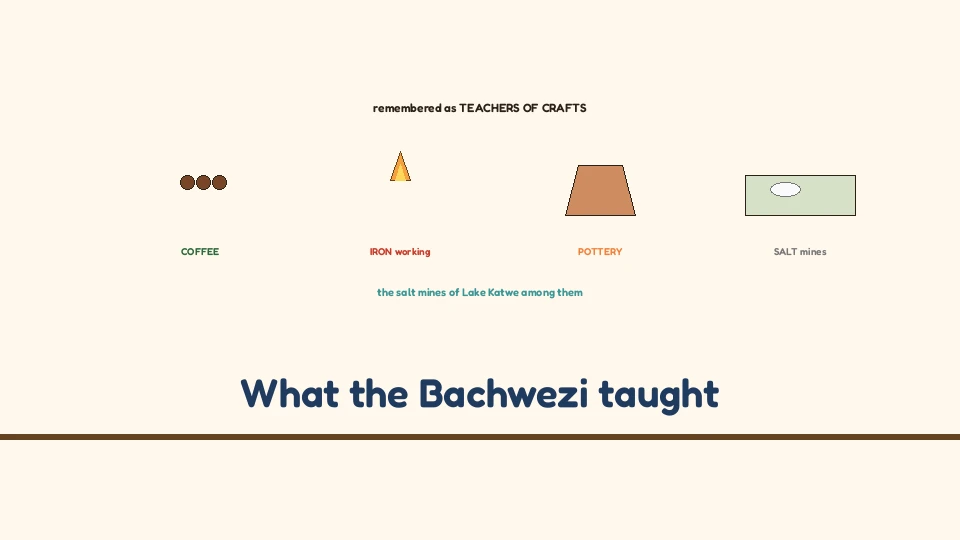 remembered as TEACHERS OF CRAFTS
COFFEE
IRON working
POTTERY
SALT mines
the salt mines of Lake Katwe among them
What the Bachwezi taught